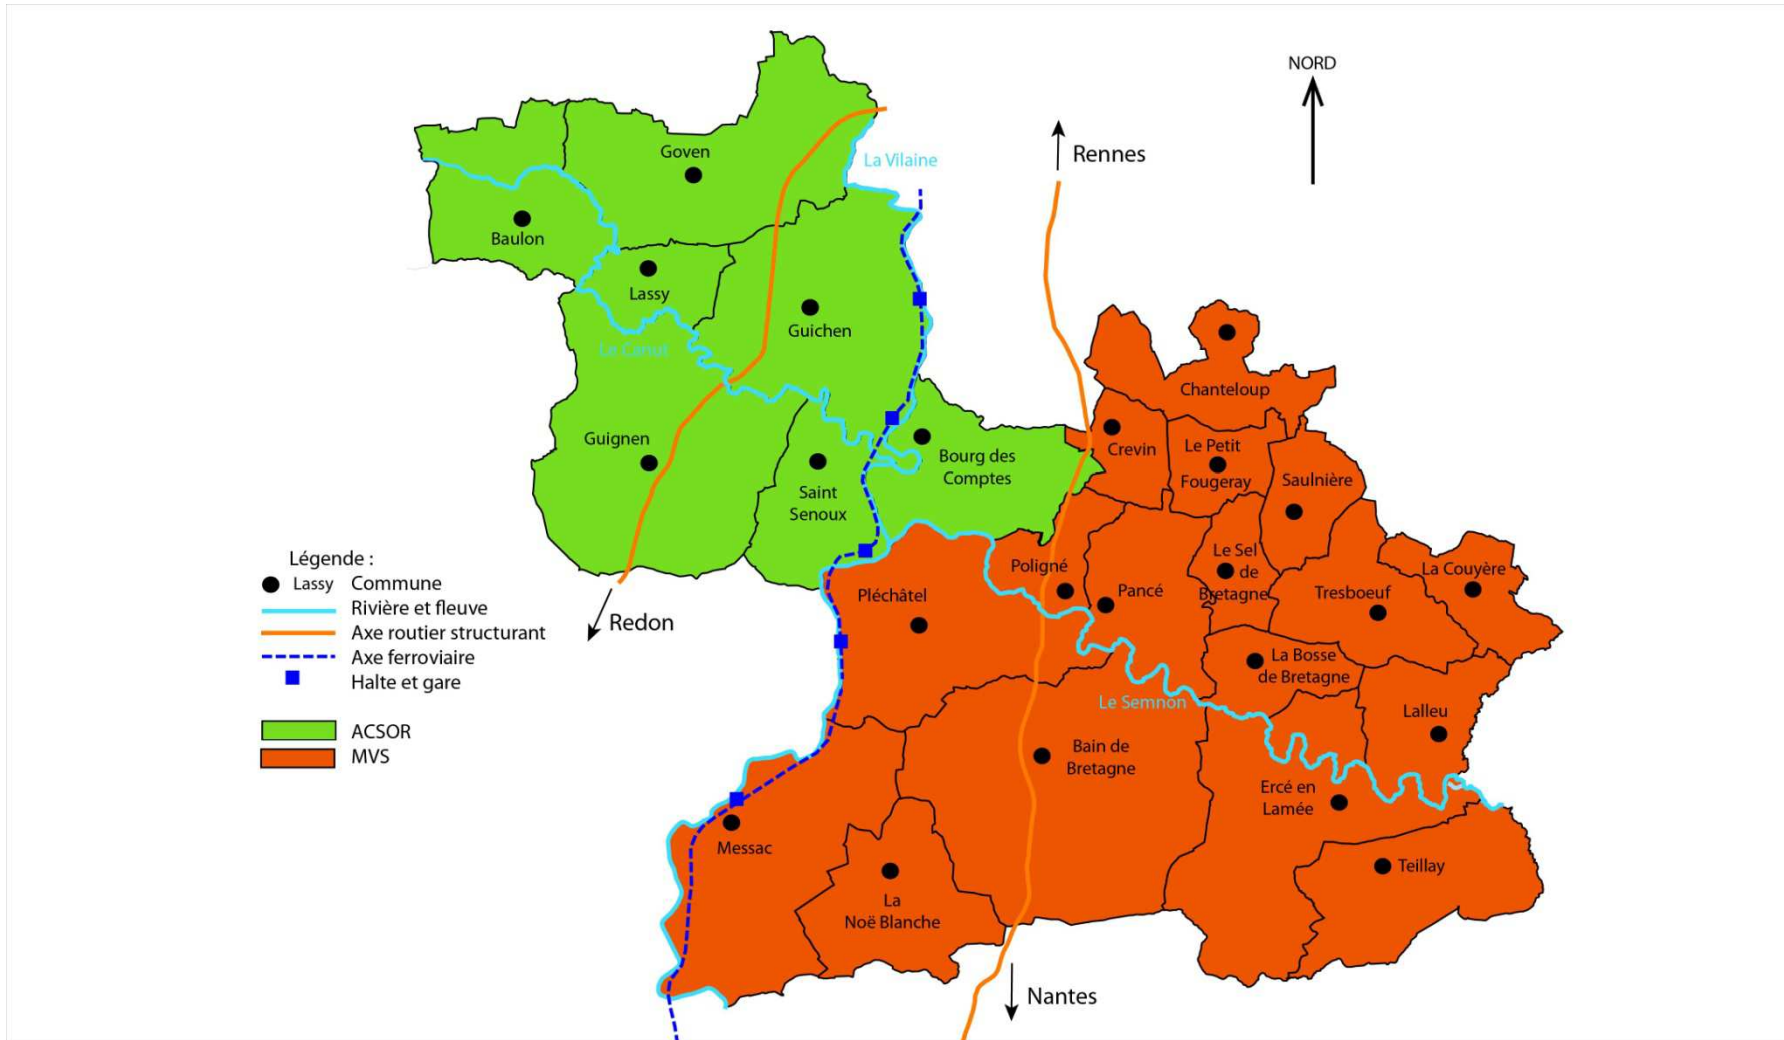 NORD
Rennes
La Vilaine
Goven
Baulon
Lassy
Guichen
Le Canut
Guignen
Saint
Senoux
Bourg des
Comptes
Chanteloup
Crevin
Le Petit
Fougeray
Saulnière
Poligné
Pancé
Le Sel
de
Bretagne
Tresboeuf
La Couyère
Pléchâtel
La Bosse
de Bretagne
Le Semnon
Lalleu
Bain de
Bretagne
Ercé en
Lamée
Messac
Teillay
La
Noë Blanche
Redon
Nantes
Légende :
Lassy Commune
Rivière et fleuve
Axe routier structurant
Axe ferroviaire
Halte et gare
ACSOR
MVS